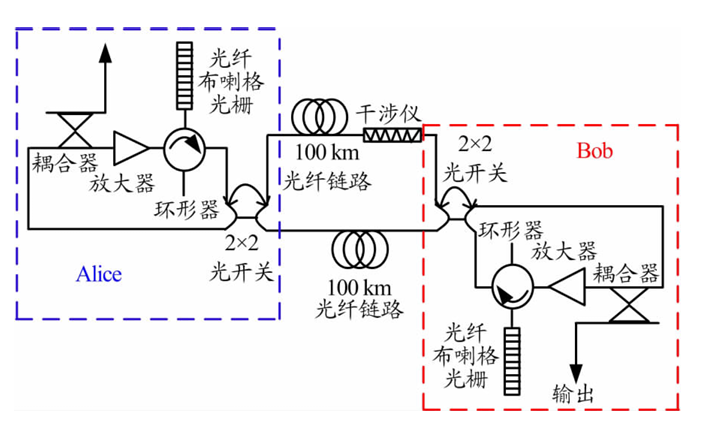 光纤
布喇格
光栅
耦合器
放大器
环形器
2×2
光开关
Alice
100 km
光纤链路
干涉仪
100 km
光纤链路
2×2
光开关
Bob
环形器
放大器
耦合器
光纤
布喇格
光栅
输出